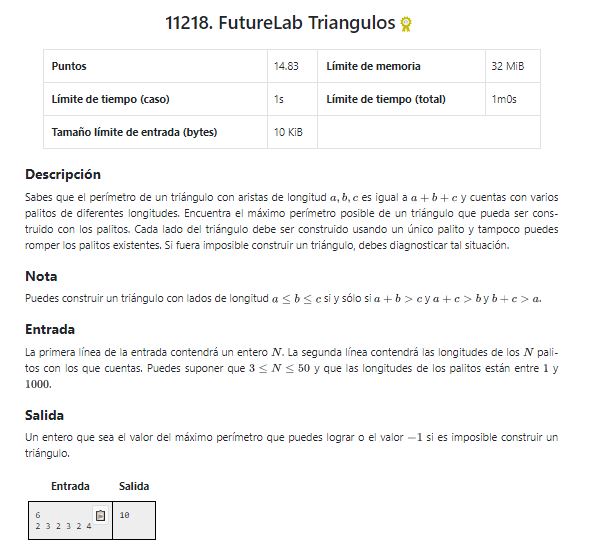 11218. FutureLab Triangulos
Puntos 14.83 Límite de memoria 32 MiB
Límite de tiempo (caso) 1s Límite de tiempo (total) 1m0s
Tamaño límite de entrada (bytes) 10 KiB
Descripción
Sabes que el perímetro de un triángulo con aristas de longitud a, b, c es igual a a + b + c y cuentas con varios
palitos de diferentes longitudes. Encuentra el máximo perímetro posible de un triángulo que pueda ser cons-
truido con los palitos. Cada lado del triángulo debe ser construido usando un único palito y tampoco puedes
romper los palitos existentes. Si fuera imposible construir un triángulo, debes diagnosticar tal situación.
Nota
Puedes construir un triángulo con lados de longitud a ≤ b ≤ c si y sólo si a + b > c y a + c > b y b + c > a.
Entrada
La primera línea de la entrada contendrá un entero N. La segunda línea contendrá las longitudes de los N pali-
tos con los que cuentas. Puedes suponer que 3 ≤ N ≤ 50 y que las longitudes de los palitos están entre 1 y
1000.
Salida
Un entero que sea el valor del máximo perímetro que puedes lograr o el valor −1 si es imposible construir un
triángulo.
Entrada Salida
6 10
2 3 2 3 2 4